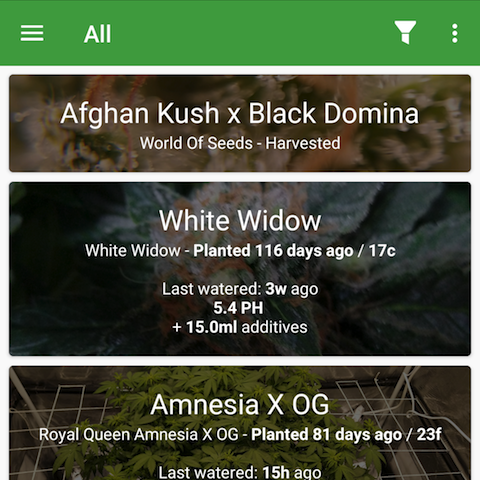 All
Afghan Kush x Black Domina
World Of Seeds - Harvested
White Widow
White Widow - Planted 116 days ago / 17c
Last watered: 3w ago
5.4 PH
+ 15.0ml additives
Amnesia X OG
Royal Queen Amnesia X OG - Planted 81 days ago / 23f
Last watered: 15h ago